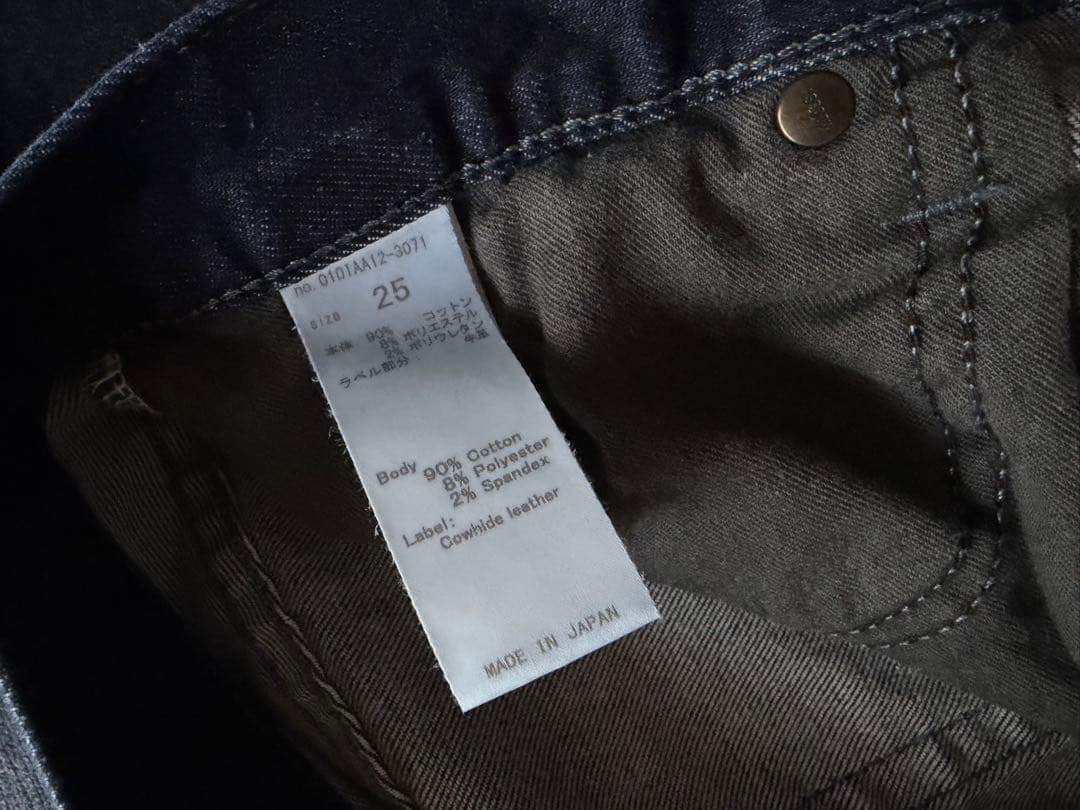 no. 01DIAA12-3071
size 25
本体 90% コットン
8% ポリエステル
2% ポリウレタン
ラベル部分 牛革
Body 90% Cotton
8% Polyester
2% Spandex
Label:
Cowhide leather
MADE IN JAPAN